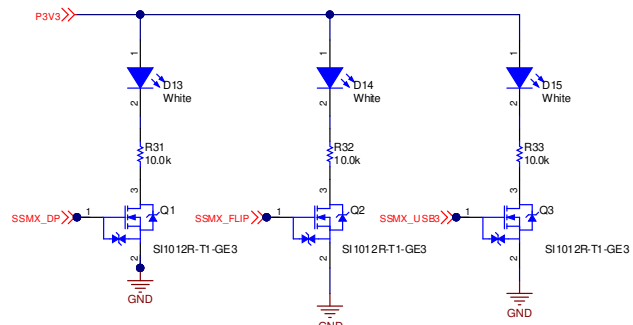 P3V3
1
1
1
D13
D14
D15
White
White
White
2
2
2
R31
R32
R33
10.0k
10.0k
10.0k
3
3
3
SSMX_DP
1
Q1
SSMX_FLIP
1
Q2
SSMX_USB3
1
Q3
SI1012R-T1-GE3
SI1012R-T1-GE3
SI1012R-T1-GE3
2
2
2
GND
GND
GND